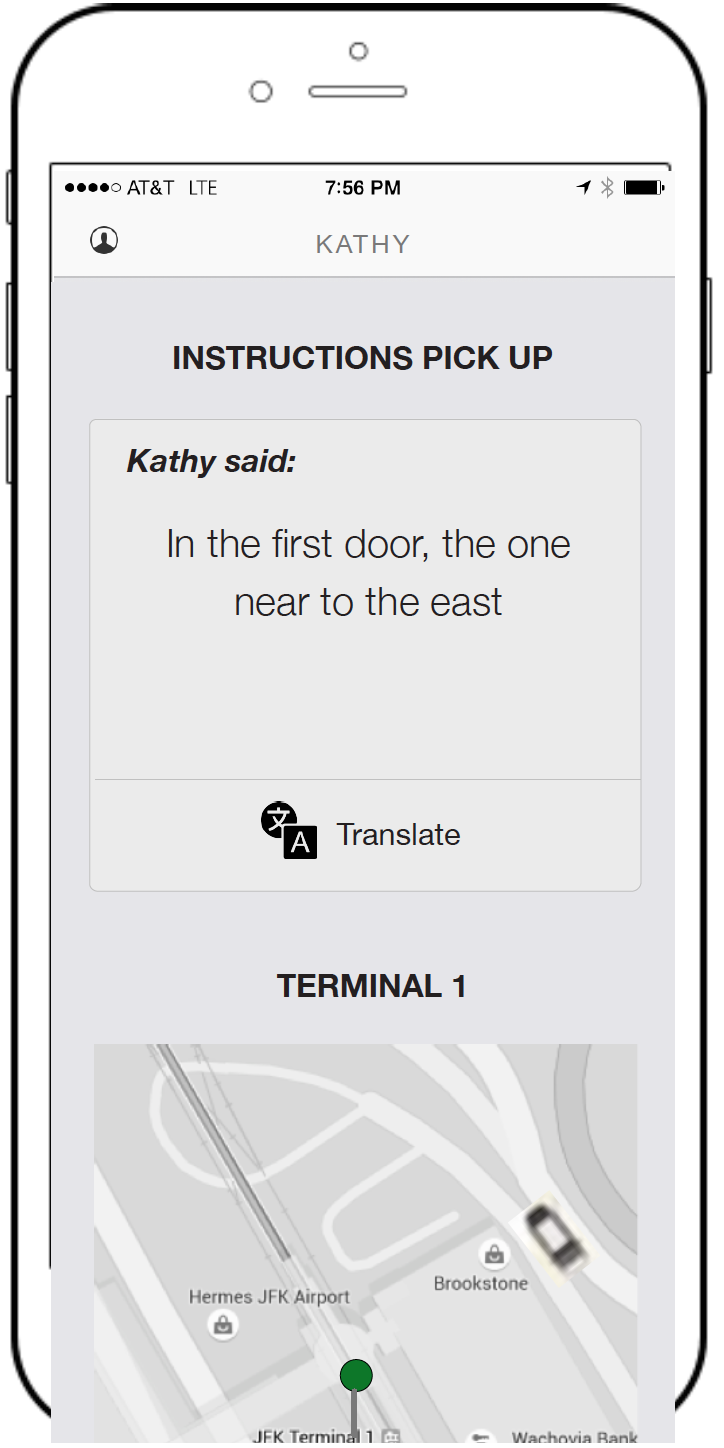 AT&T LTE 7:56 PM
KATHY
INSTRUCTIONS PICK UP
Kathy said:
In the first door, the one
near to the east
文A Translate
TERMINAL 1
Brookstone
Hermes JFK Airport
JFK Terminal 1
Wachovia Bank